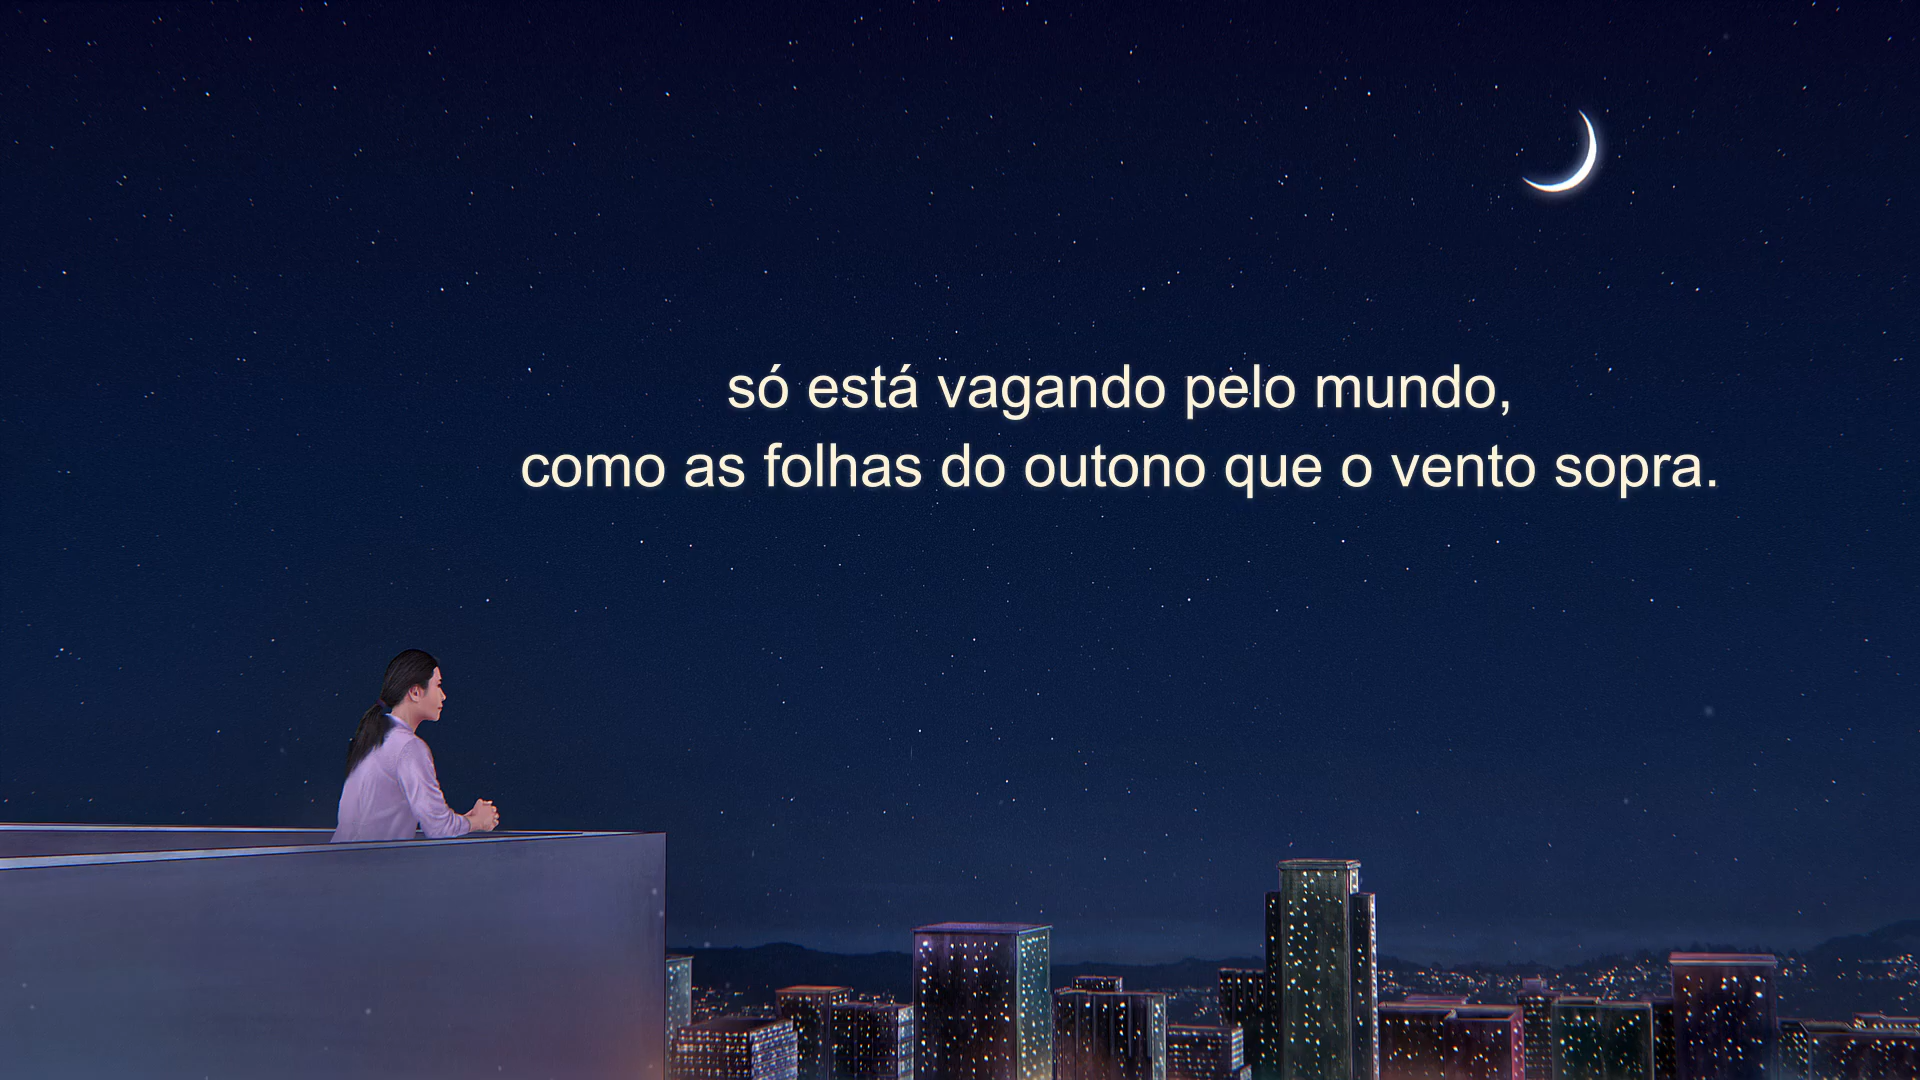 só está vagando pelo mundo,
como as folhas do outono que o vento sopra.